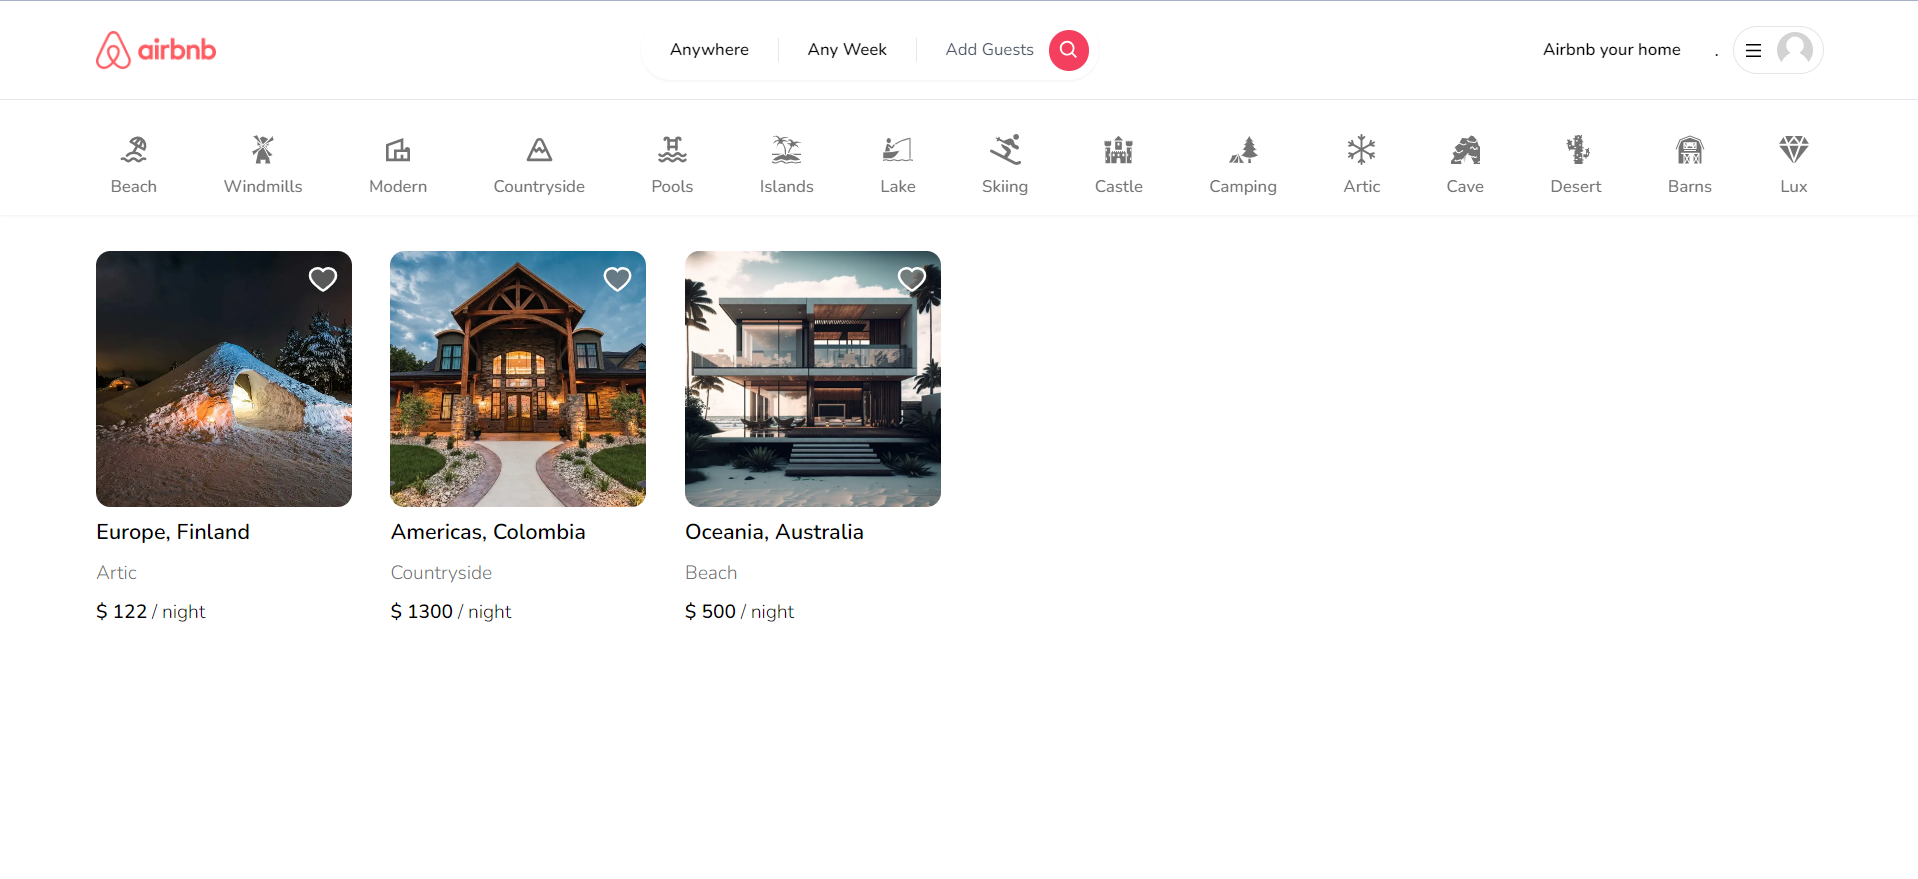 airbnb
Anywhere
Any Week
Add Guests
Airbnb your home
.
Beach
Windmills
Modern
Countryside
Pools
Islands
Lake
Skiing
Castle
Camping
Artic
Cave
Desert
Barns
Lux
Europe, Finland
Artic
$ 122 / night
Americas, Colombia
Countryside
$ 1300 / night
Oceania, Australia
Beach
$ 500 / night